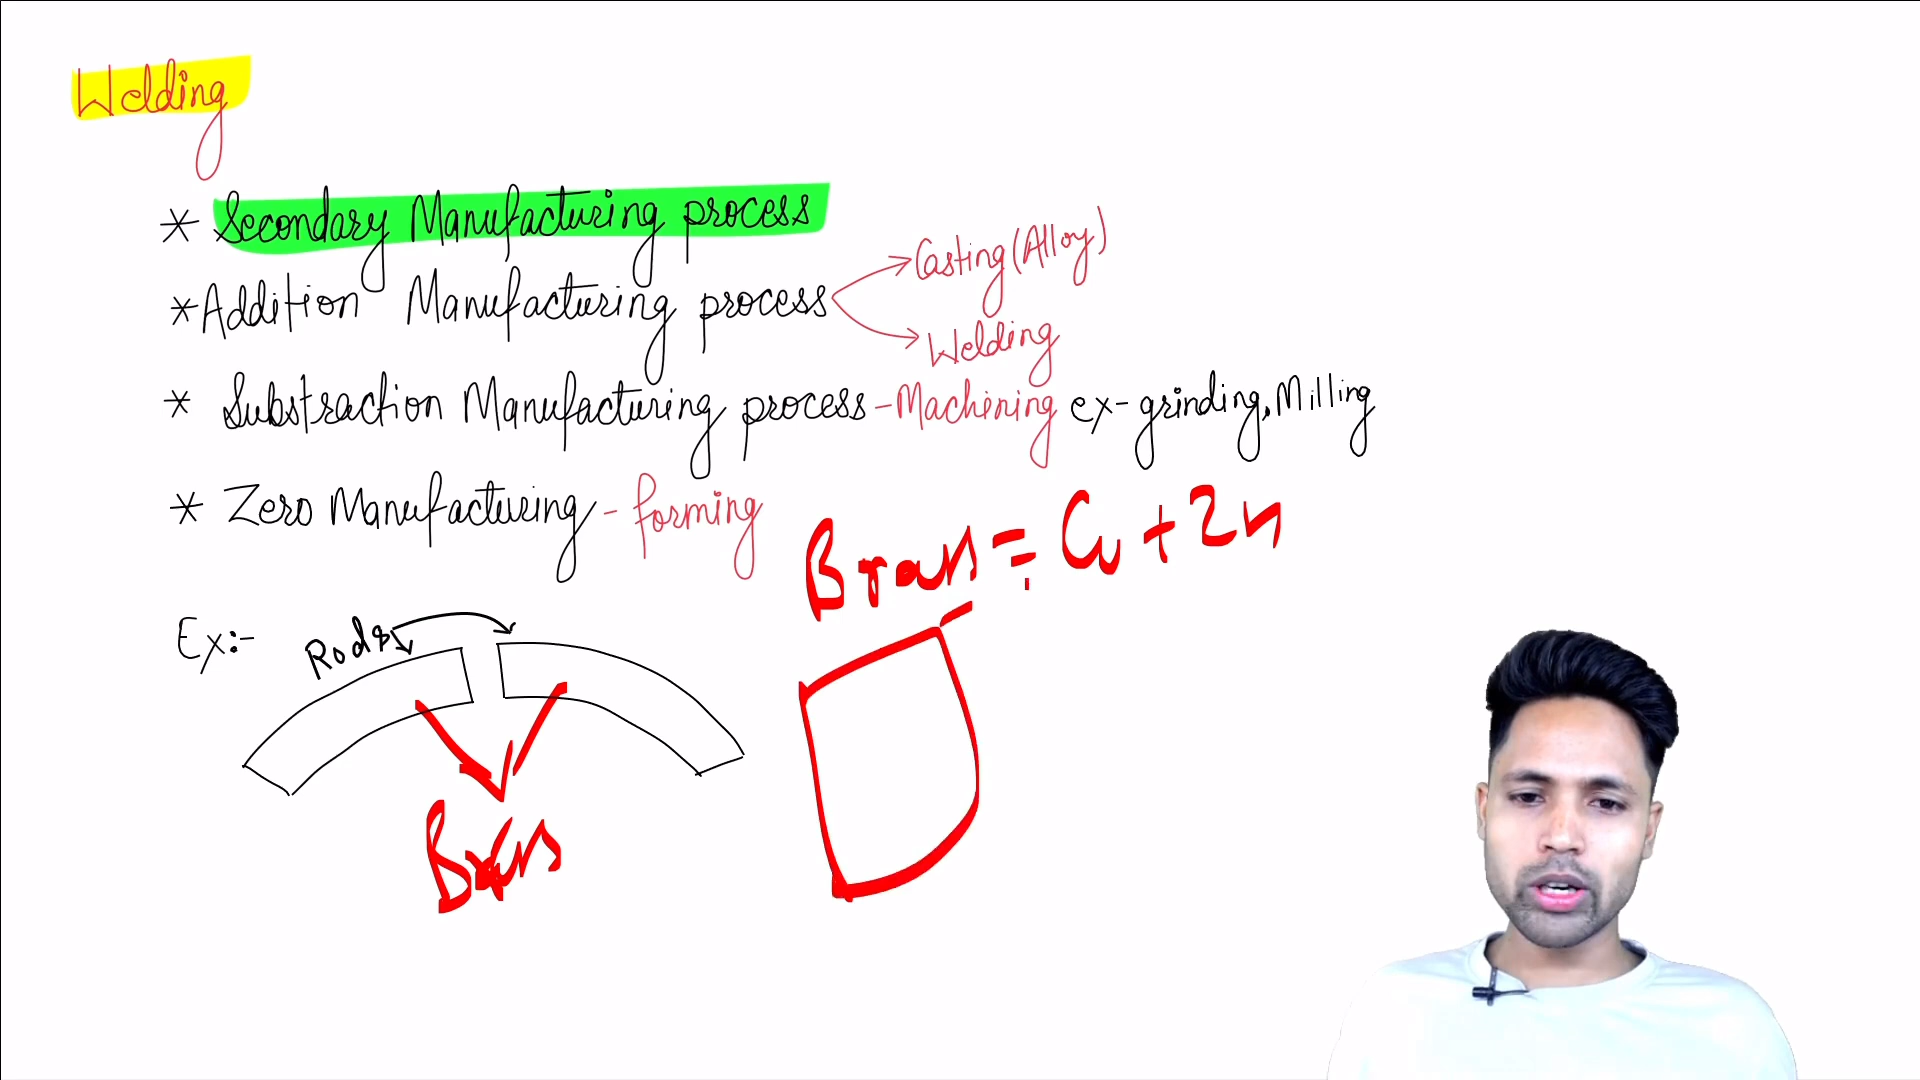 Welding
* Secondary Manufacturing process
*Addition Manufacturing process
Casting (Alloy)
Welding
* Substraction Manufacturing process - Machining ex- grinding, Milling
* Zero Manufacturing - forming
Brass = Cu + Zn
Ex:- Rods
Brass